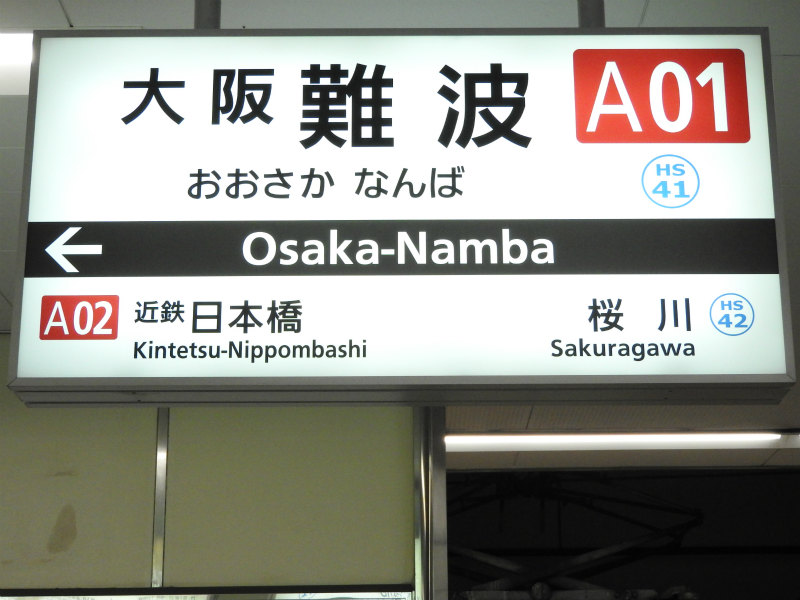 大阪難波 A01
おおさか なんば HS 41
Osaka-Namba
A02 近鉄日本橋 桜川 HS 42
Kintetsu-Nippombashi Sakuragawa